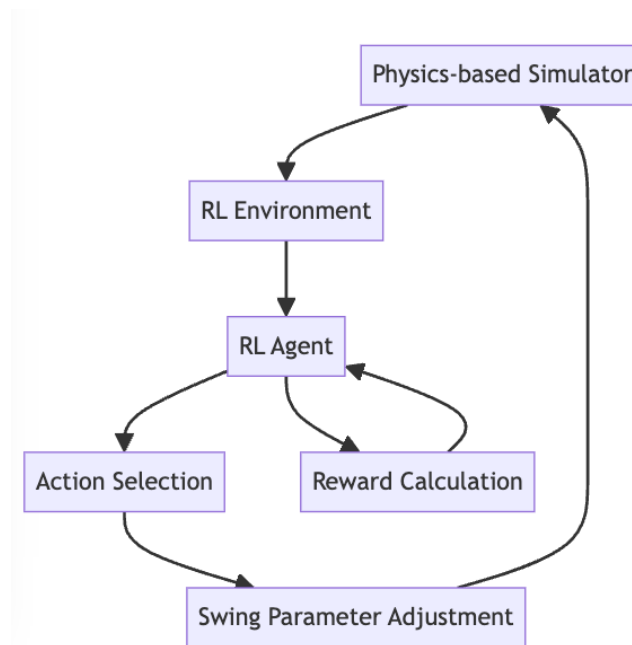 Physics-based Simulator
RL Environment
RL Agent
Action Selection
Reward Calculation
Swing Parameter Adjustment